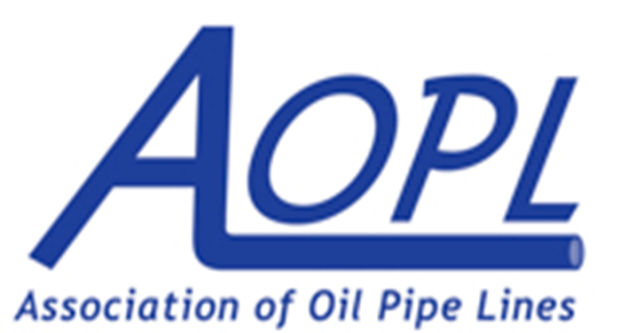 AOPL
Association of Oil Pipe Lines